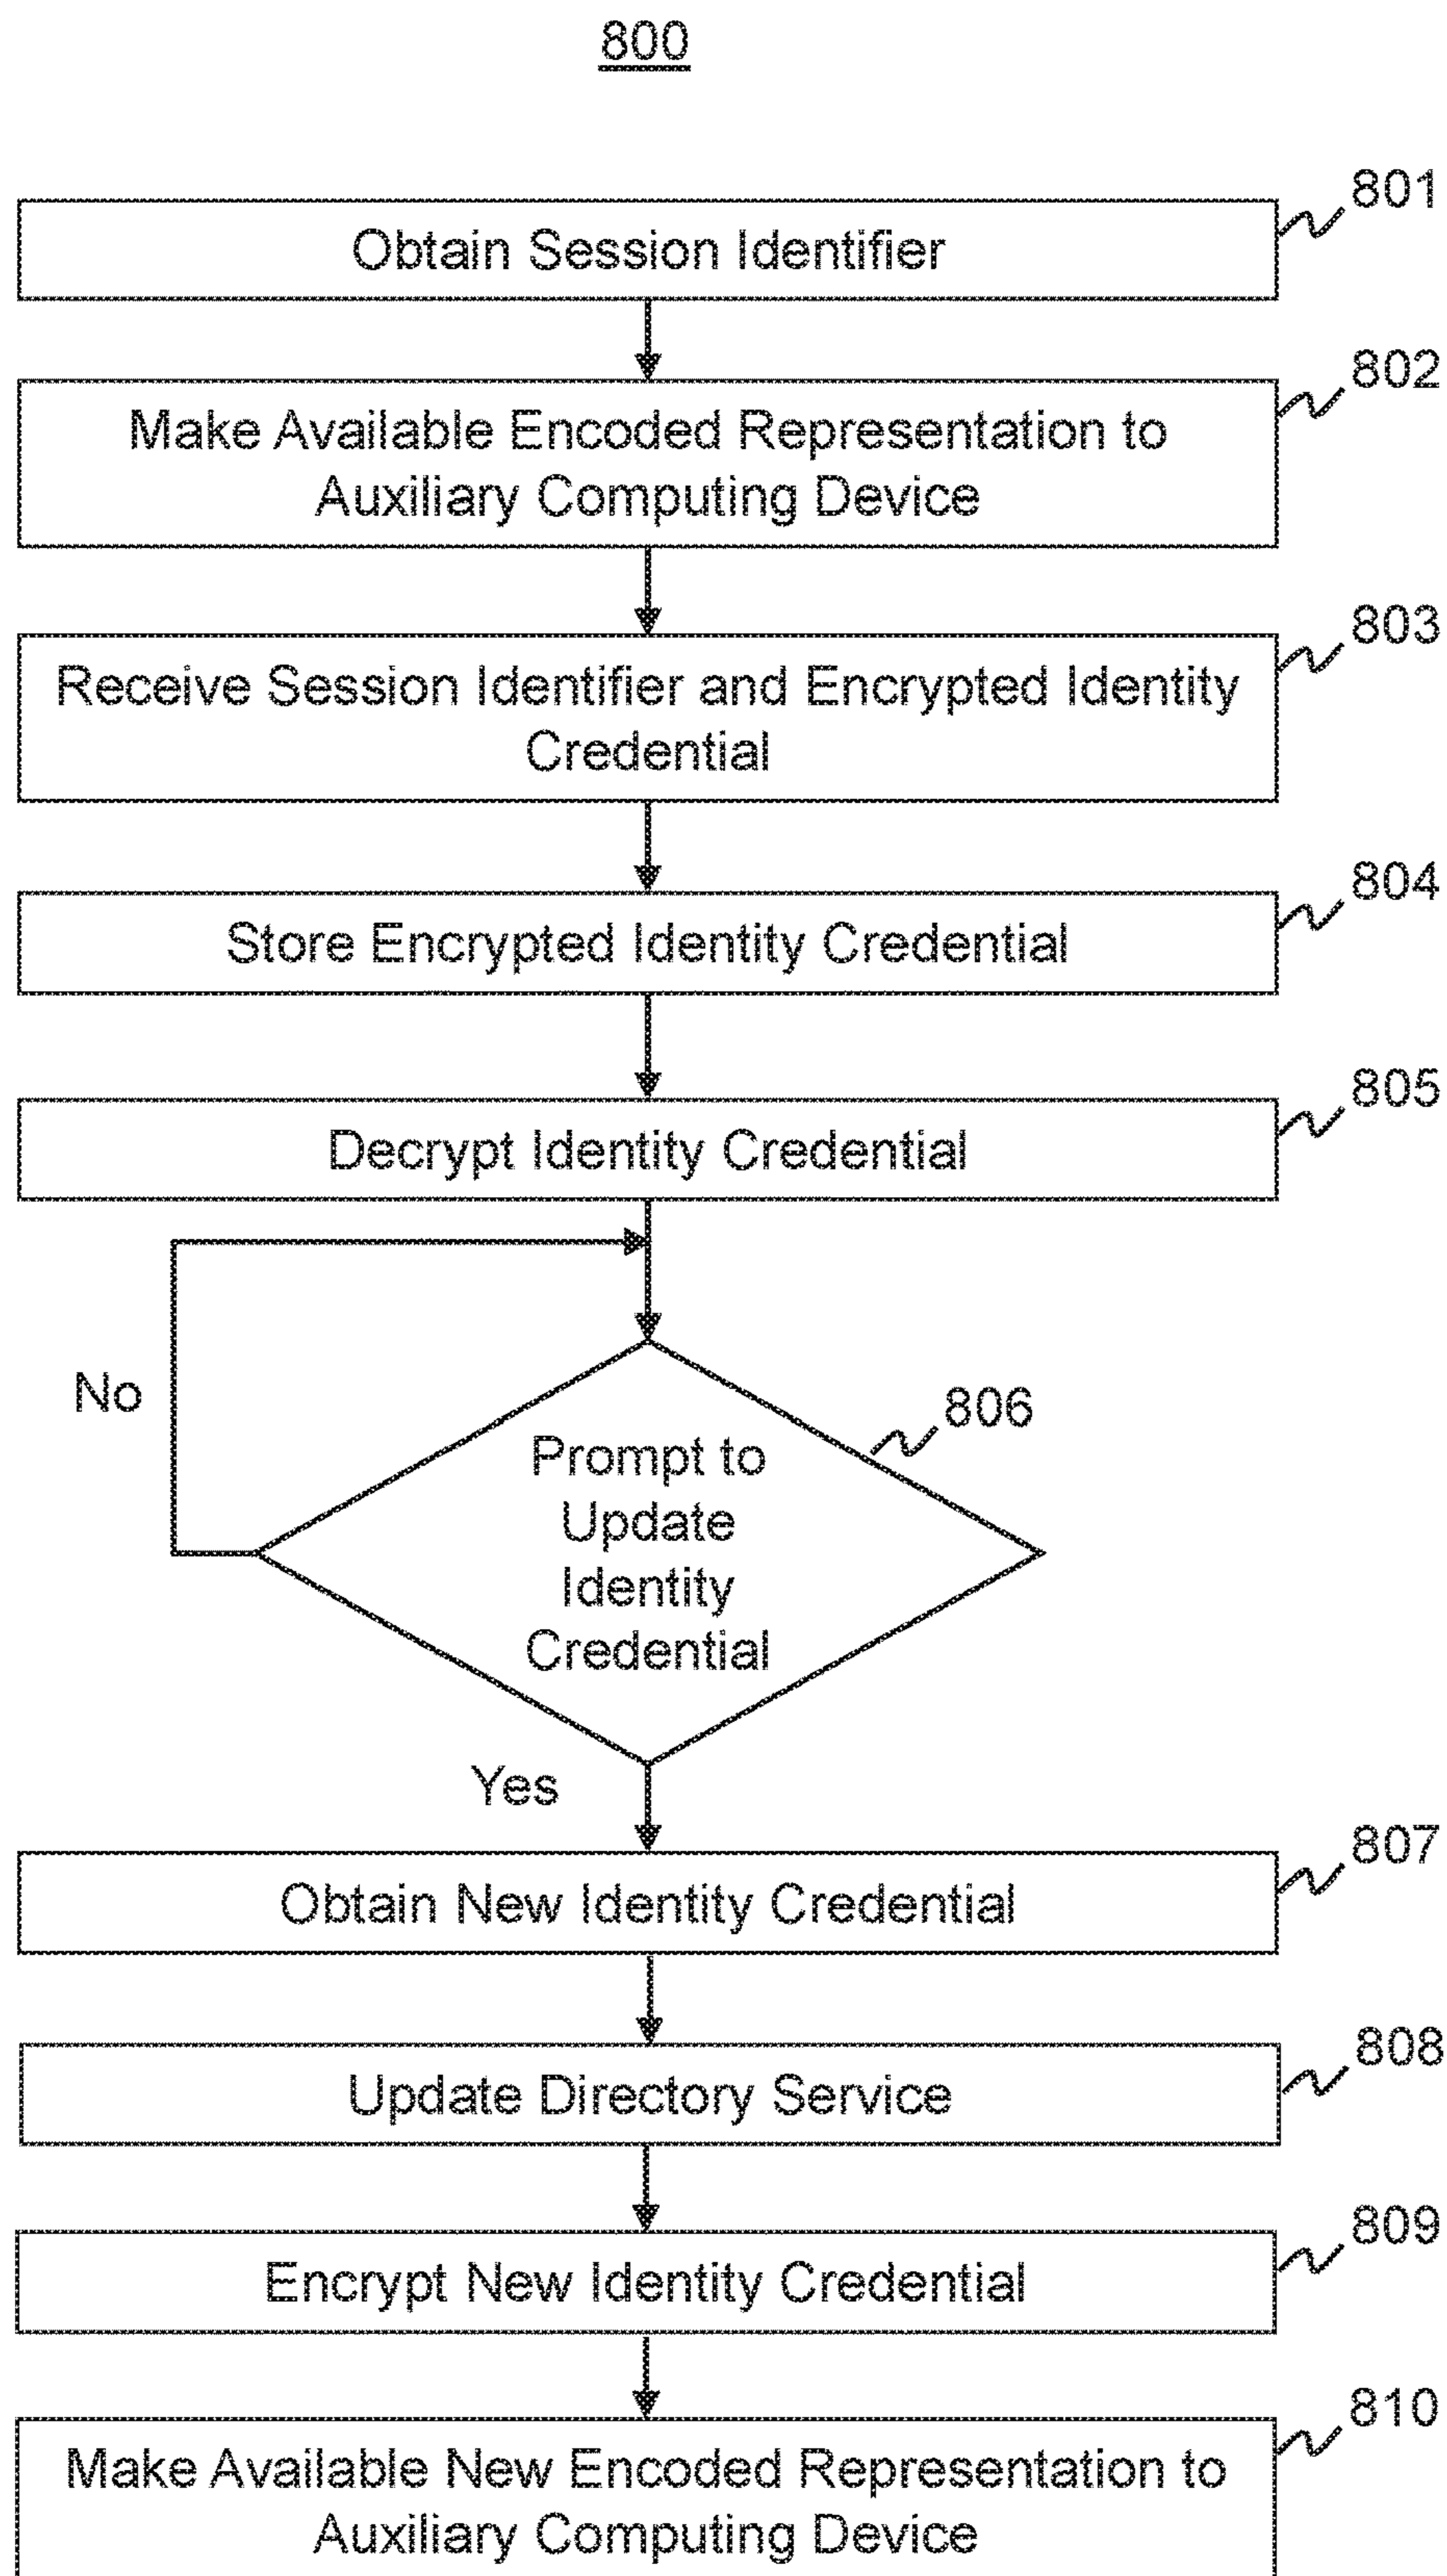 800
801
Obtain Session Identifier
802
Make Available Encoded Representation to
Auxiliary Computing Device
803
Receive Session Identifier and Encrypted Identity
Credential
804
Store Encrypted Identity Credential
805
Decrypt Identity Credential
No
806
Prompt to
Update
Identity
Credential
Yes
807
Obtain New Identity Credential
808
Update Directory Service
809
Encrypt New Identity Credential
810
Make Available New Encoded Representation to
Auxiliary Computing Device